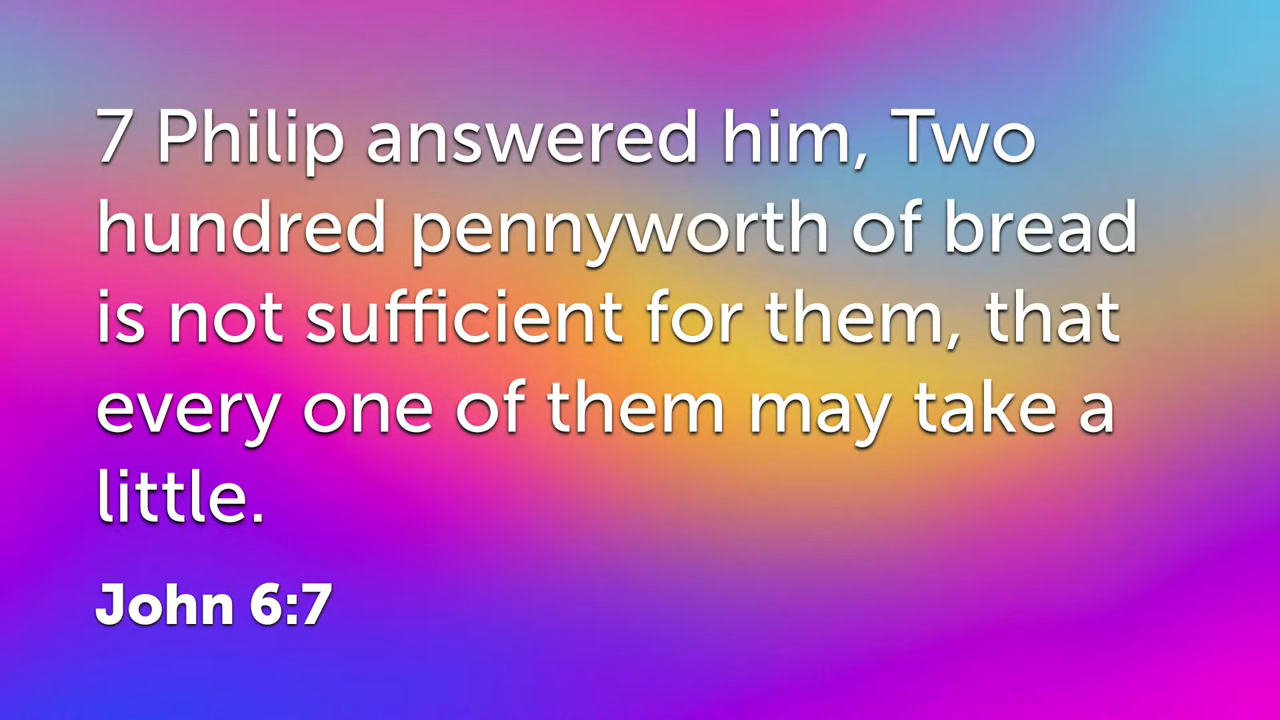 7 Philip answered him, Two
hundred pennyworth of bread
is not sufficient for them, that
every one of them may take a
little.
John 6:7